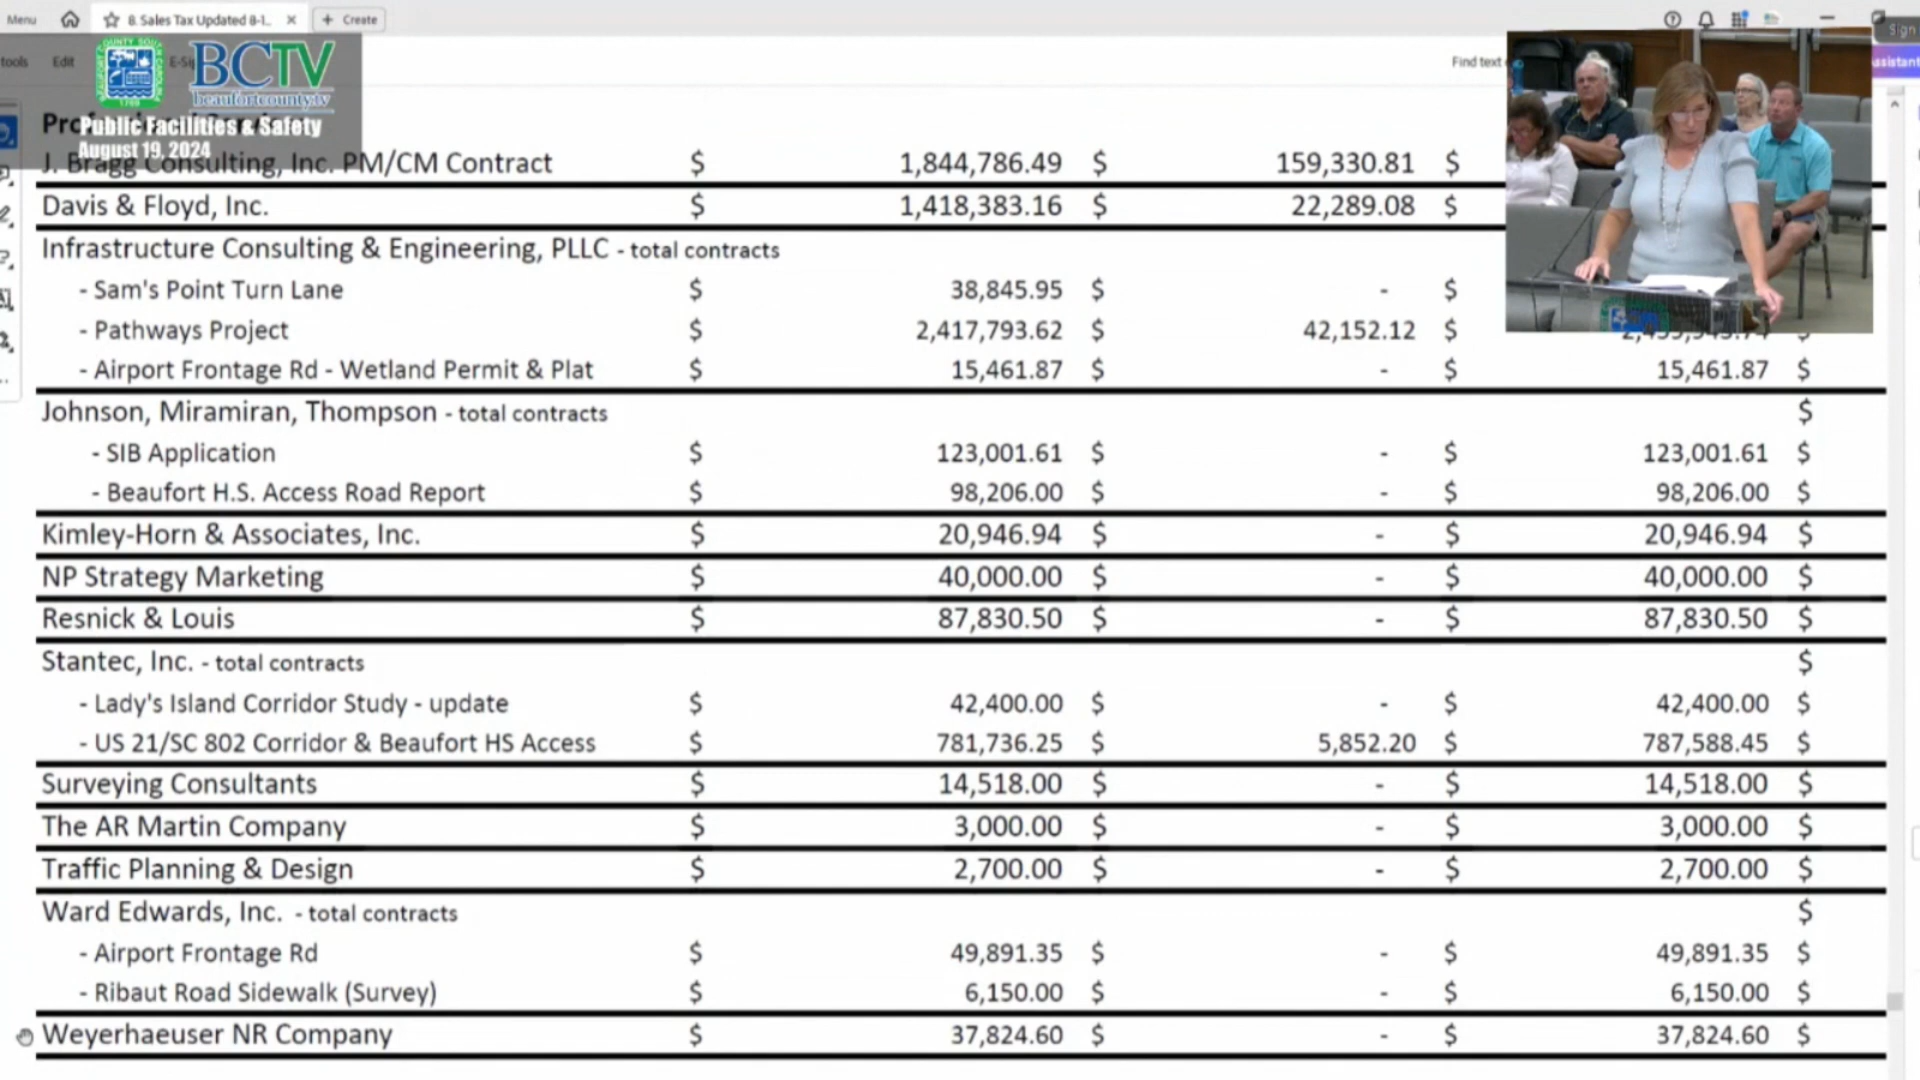 Menu
8. Sales Tax Updated 8-1...
+ Create
Sign
tools
Edit
E-Si
Find text
ssistant
COUNTY SOUTH
1769
BCTV
beaufortcounty.tv
Public Facilities & Safety
August 19, 2024
J. Bragg Consulting, Inc. PM/CM Contract $ 1,844,786.49 $ 159,330.81 $
Davis & Floyd, Inc. $ 1,418,383.16 $ 22,289.08 $
Infrastructure Consulting & Engineering, PLLC - total contracts
- Sam's Point Turn Lane $ 38,845.95 $ - $
- Pathways Project $ 2,417,793.62 $ 42,152.12 $
- Airport Frontage Rd - Wetland Permit & Plat $ 15,461.87 $ - $ 15,461.87 $
Johnson, Miramiran, Thompson - total contracts $
- SIB Application $ 123,001.61 $ - $ 123,001.61 $
- Beaufort H.S. Access Road Report $ 98,206.00 $ - $ 98,206.00 $
Kimley-Horn & Associates, Inc. $ 20,946.94 $ - $ 20,946.94 $
NP Strategy Marketing $ 40,000.00 $ - $ 40,000.00 $
Resnick & Louis $ 87,830.50 $ - $ 87,830.50 $
Stantec, Inc. - total contracts $
- Lady's Island Corridor Study - update $ 42,400.00 $ - $ 42,400.00 $
- US 21/SC 802 Corridor & Beaufort HS Access $ 781,736.25 $ 5,852.20 $ 787,588.45 $
Surveying Consultants $ 14,518.00 $ - $ 14,518.00 $
The AR Martin Company $ 3,000.00 $ - $ 3,000.00 $
Traffic Planning & Design $ 2,700.00 $ - $ 2,700.00 $
Ward Edwards, Inc. - total contracts $
- Airport Frontage Rd $ 49,891.35 $ - $ 49,891.35 $
- Ribaut Road Sidewalk (Survey) $ 6,150.00 $ - $ 6,150.00 $
Weyerhaeuser NR Company $ 37,824.60 $ - $ 37,824.60 $